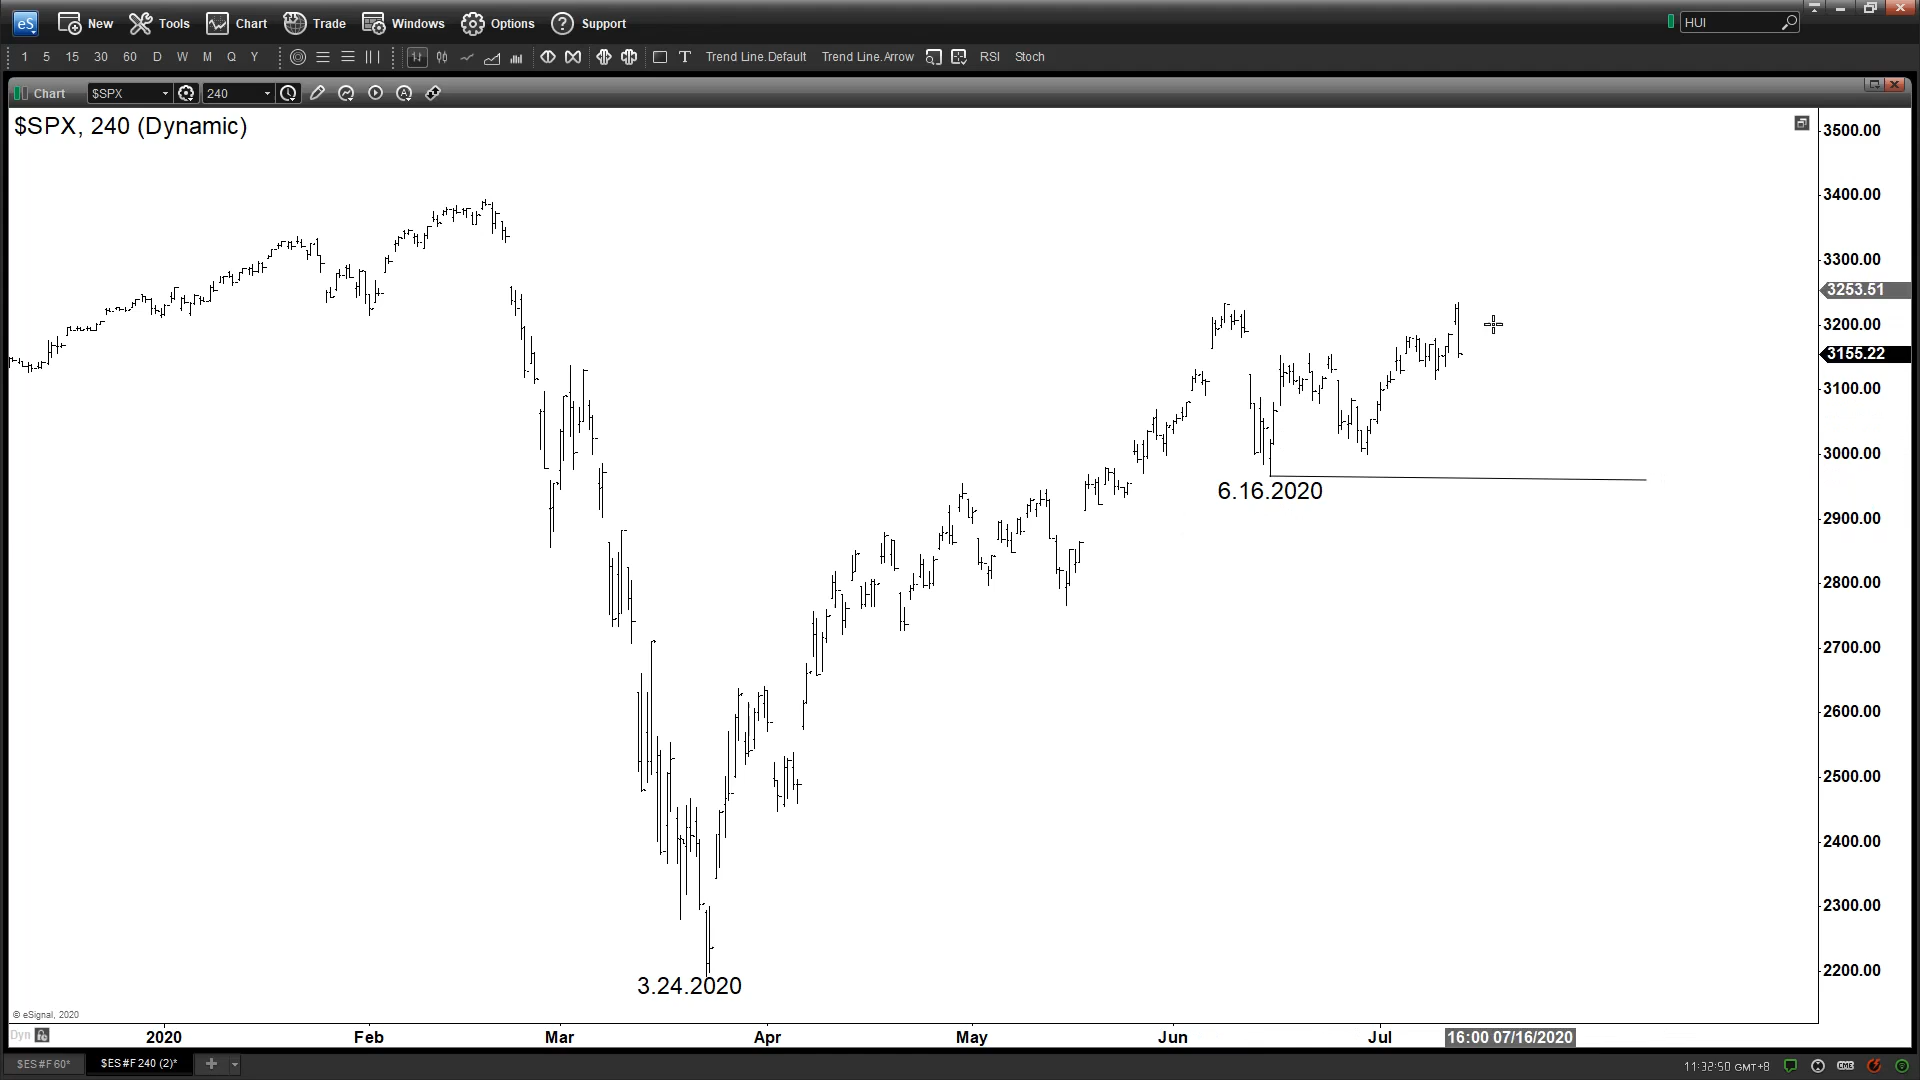 eS New Tools Chart Trade Windows Options Support HUI
1 5 15 30 60 D W M Q Y T Trend Line.Default Trend Line.Arrow RSI Stoch
Chart $SPX 240
$SPX, 240 (Dynamic)
3500.00
3400.00
3300.00
3253.51
3200.00
3155.22
3100.00
3000.00
6.16.2020
2900.00
2800.00
2700.00
2600.00
2500.00
2400.00
2300.00
2200.00
3.24.2020
© eSignal, 2020
Dyn 2020 Feb Mar Apr May Jun Jul 16:00 07/16/2020
$ES #F 60* $ES #F 240 (2)* + 11:32:50 GMT+8 CME